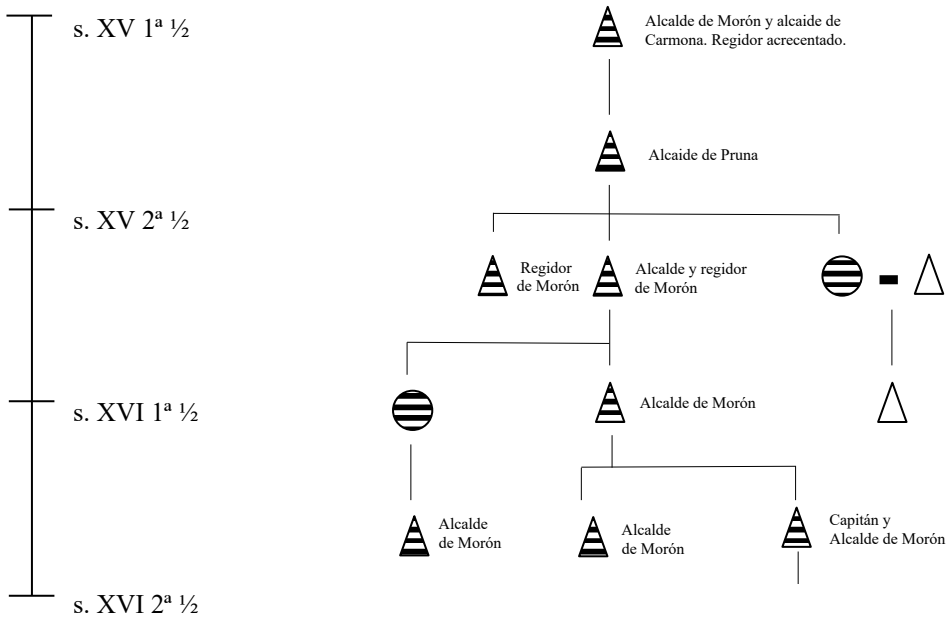 s. XV 1ª ½
Alcalde de Morón y alcaide de
Carmona. Regidor acrecentado.
Alcaide de Pruna
s. XV 2ª ½
Regidor
de Morón
Alcalde y regidor
de Morón
s. XVI 1ª ½
Alcalde de Morón
Alcalde
de Morón
Alcalde
de Morón
Capitán y
Alcalde de Morón
s. XVI 2ª ½